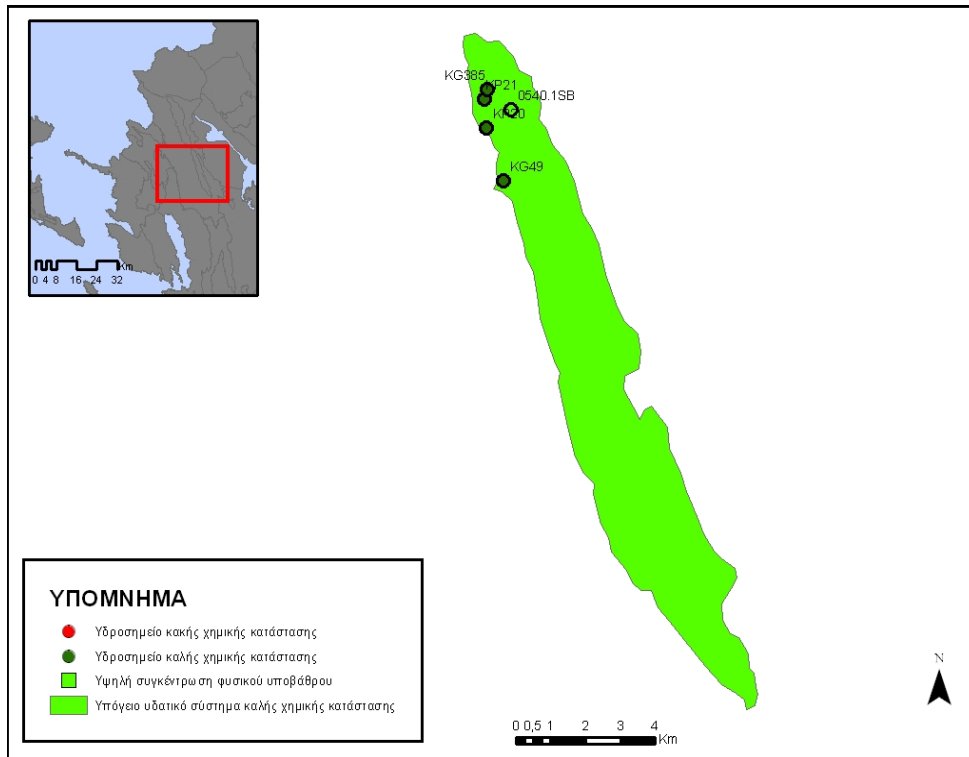 KG385
KP21
0540.1SB
KP20
KG49
Km
0 4 8 16 24 32
ΥΠΟΜΝΗΜΑ
Υδροσημείο κακής χημικής κατάστασης
Υδροσημείο καλής χημικής κατάστασης
Υψηλή συγκέντρωση φυσικού υποβάθρου
Υπόγειο υδατικό σύστημα καλής χημικής κατάστασης
N
0 0,5 1 2 3 4
Km